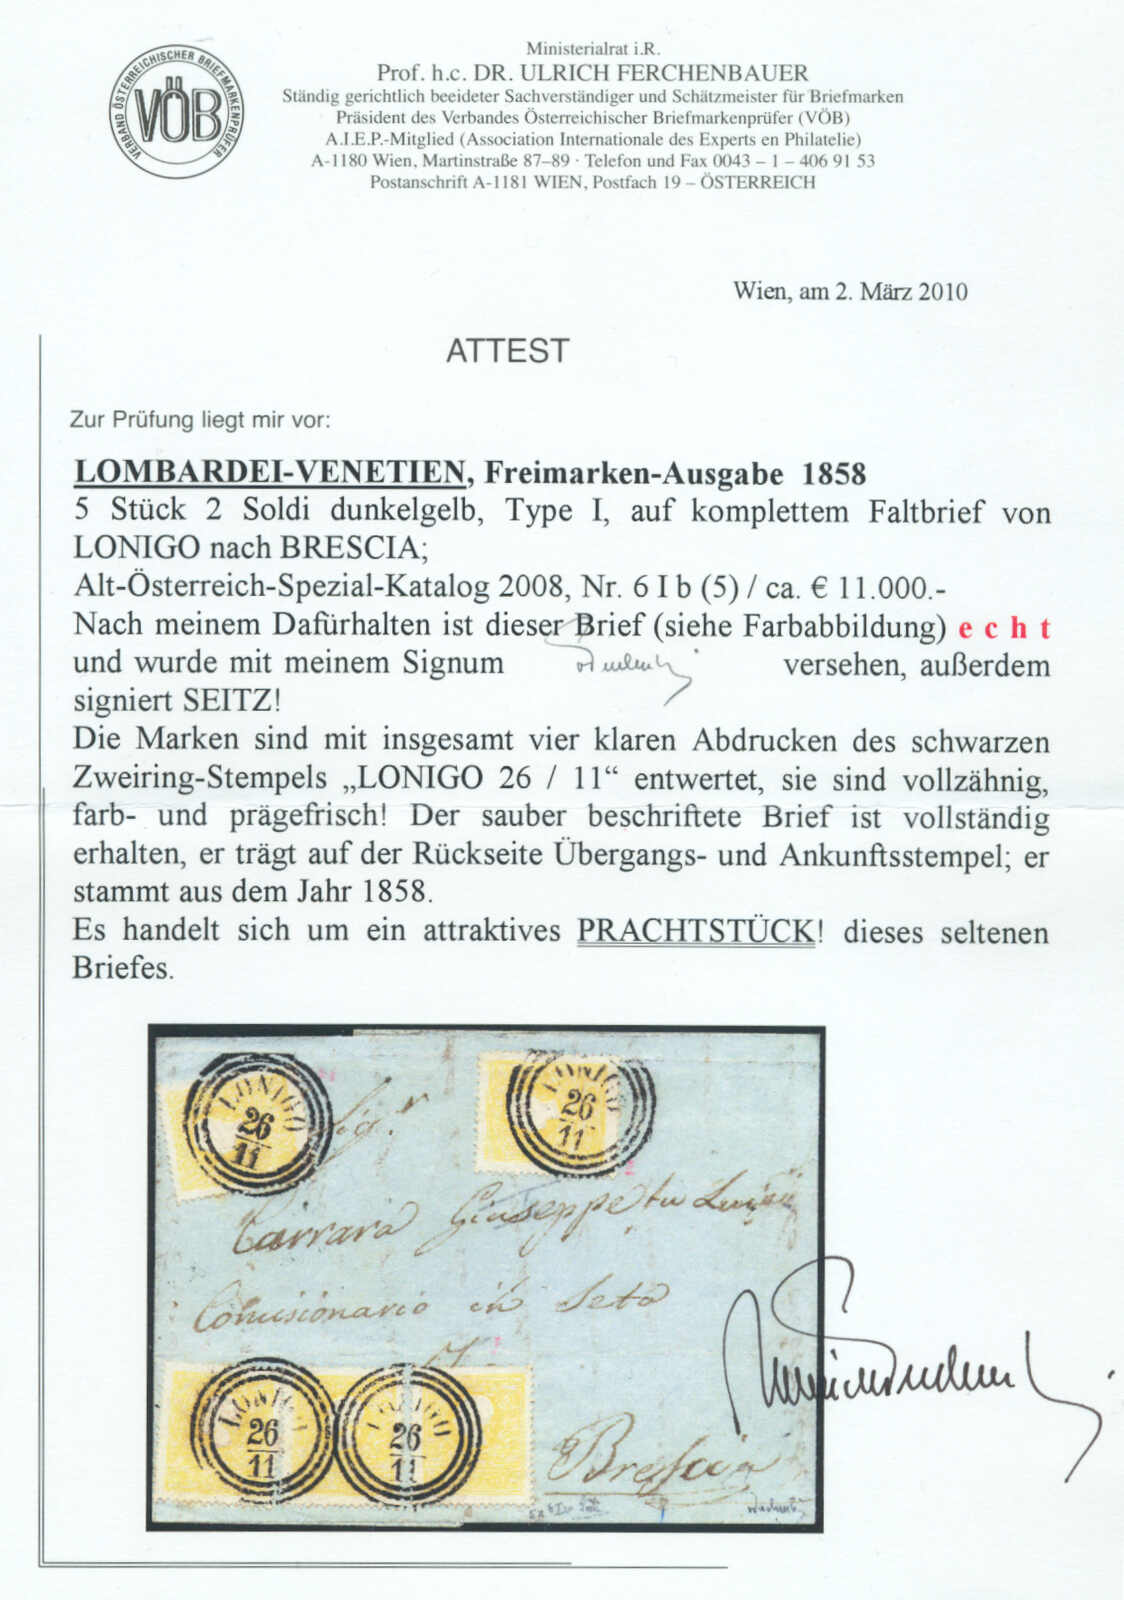 VERBAND ÖSTERREICHISCHER BRIEFMARKENPRÜFER
VÖB
Ministerialrat i.R.
Prof. h.c. DR. ULRICH FERCHENBAUER
Ständig gerichtlich beeideter Sachverständiger und Schätzmeister für Briefmarken
Präsident des Verbandes Österreichischer Briefmarkenprüfer (VÖB)
A.I.E.P.-Mitglied (Association Internationale des Experts en Philatelie)
A-1180 Wien, Martinstraße 87–89 · Telefon und Fax 0043 – 1 – 406 91 53
Postanschrift A-1181 WIEN, Postfach 19 – ÖSTERREICH
Wien, am 2. März 2010
ATTEST
Zur Prüfung liegt mir vor:
LOMBARDEI-VENETIEN, Freimarken-Ausgabe 1858
5 Stück 2 Soldi dunkelgelb, Type I, auf komplettem Faltbrief von
LONIGO nach BRESCIA;
Alt-Österreich-Spezial-Katalog 2008, Nr. 6 I b (5) / ca. € 11.000.-
Nach meinem Dafürhalten ist dieser Brief (siehe Farbabbildung) e c h t
und wurde mit meinem Signum versehen, außerdem
signiert SEITZ!
Die Marken sind mit insgesamt vier klaren Abdrucken des schwarzen
Zweiring-Stempels „LONIGO 26 / 11“ entwertet, sie sind vollzähnig,
farb- und prägefrisch! Der sauber beschriftete Brief ist vollständig
erhalten, er trägt auf der Rückseite Übergangs- und Ankunftsstempel; er
stammt aus dem Jahr 1858.
Es handelt sich um ein attraktives PRACHTSTÜCK! dieses seltenen
Briefes.
LONIGO
26
11
LONIGO
26
11
Sig.r
Carrara Giuseppe fu Luigi
Comisionario in Seta
LONIGO
26
11
LONIGO
26
11
Brescia